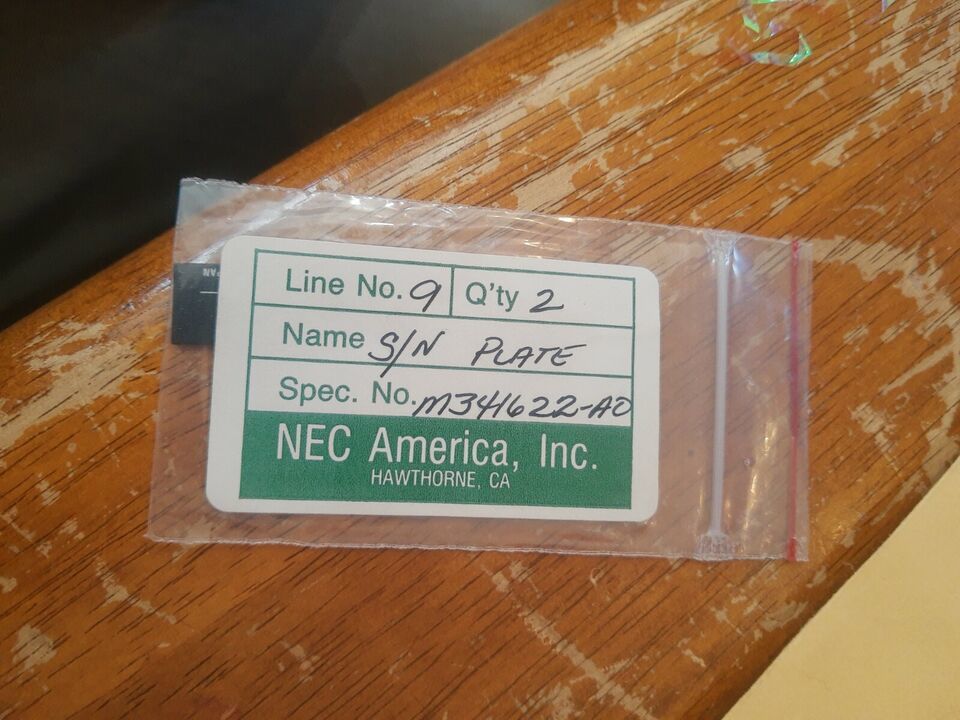 Line No. 9 Q'ty 2
Name S/N PLATE
Spec. No. M341622-A0
NEC America, Inc.
HAWTHORNE, CA